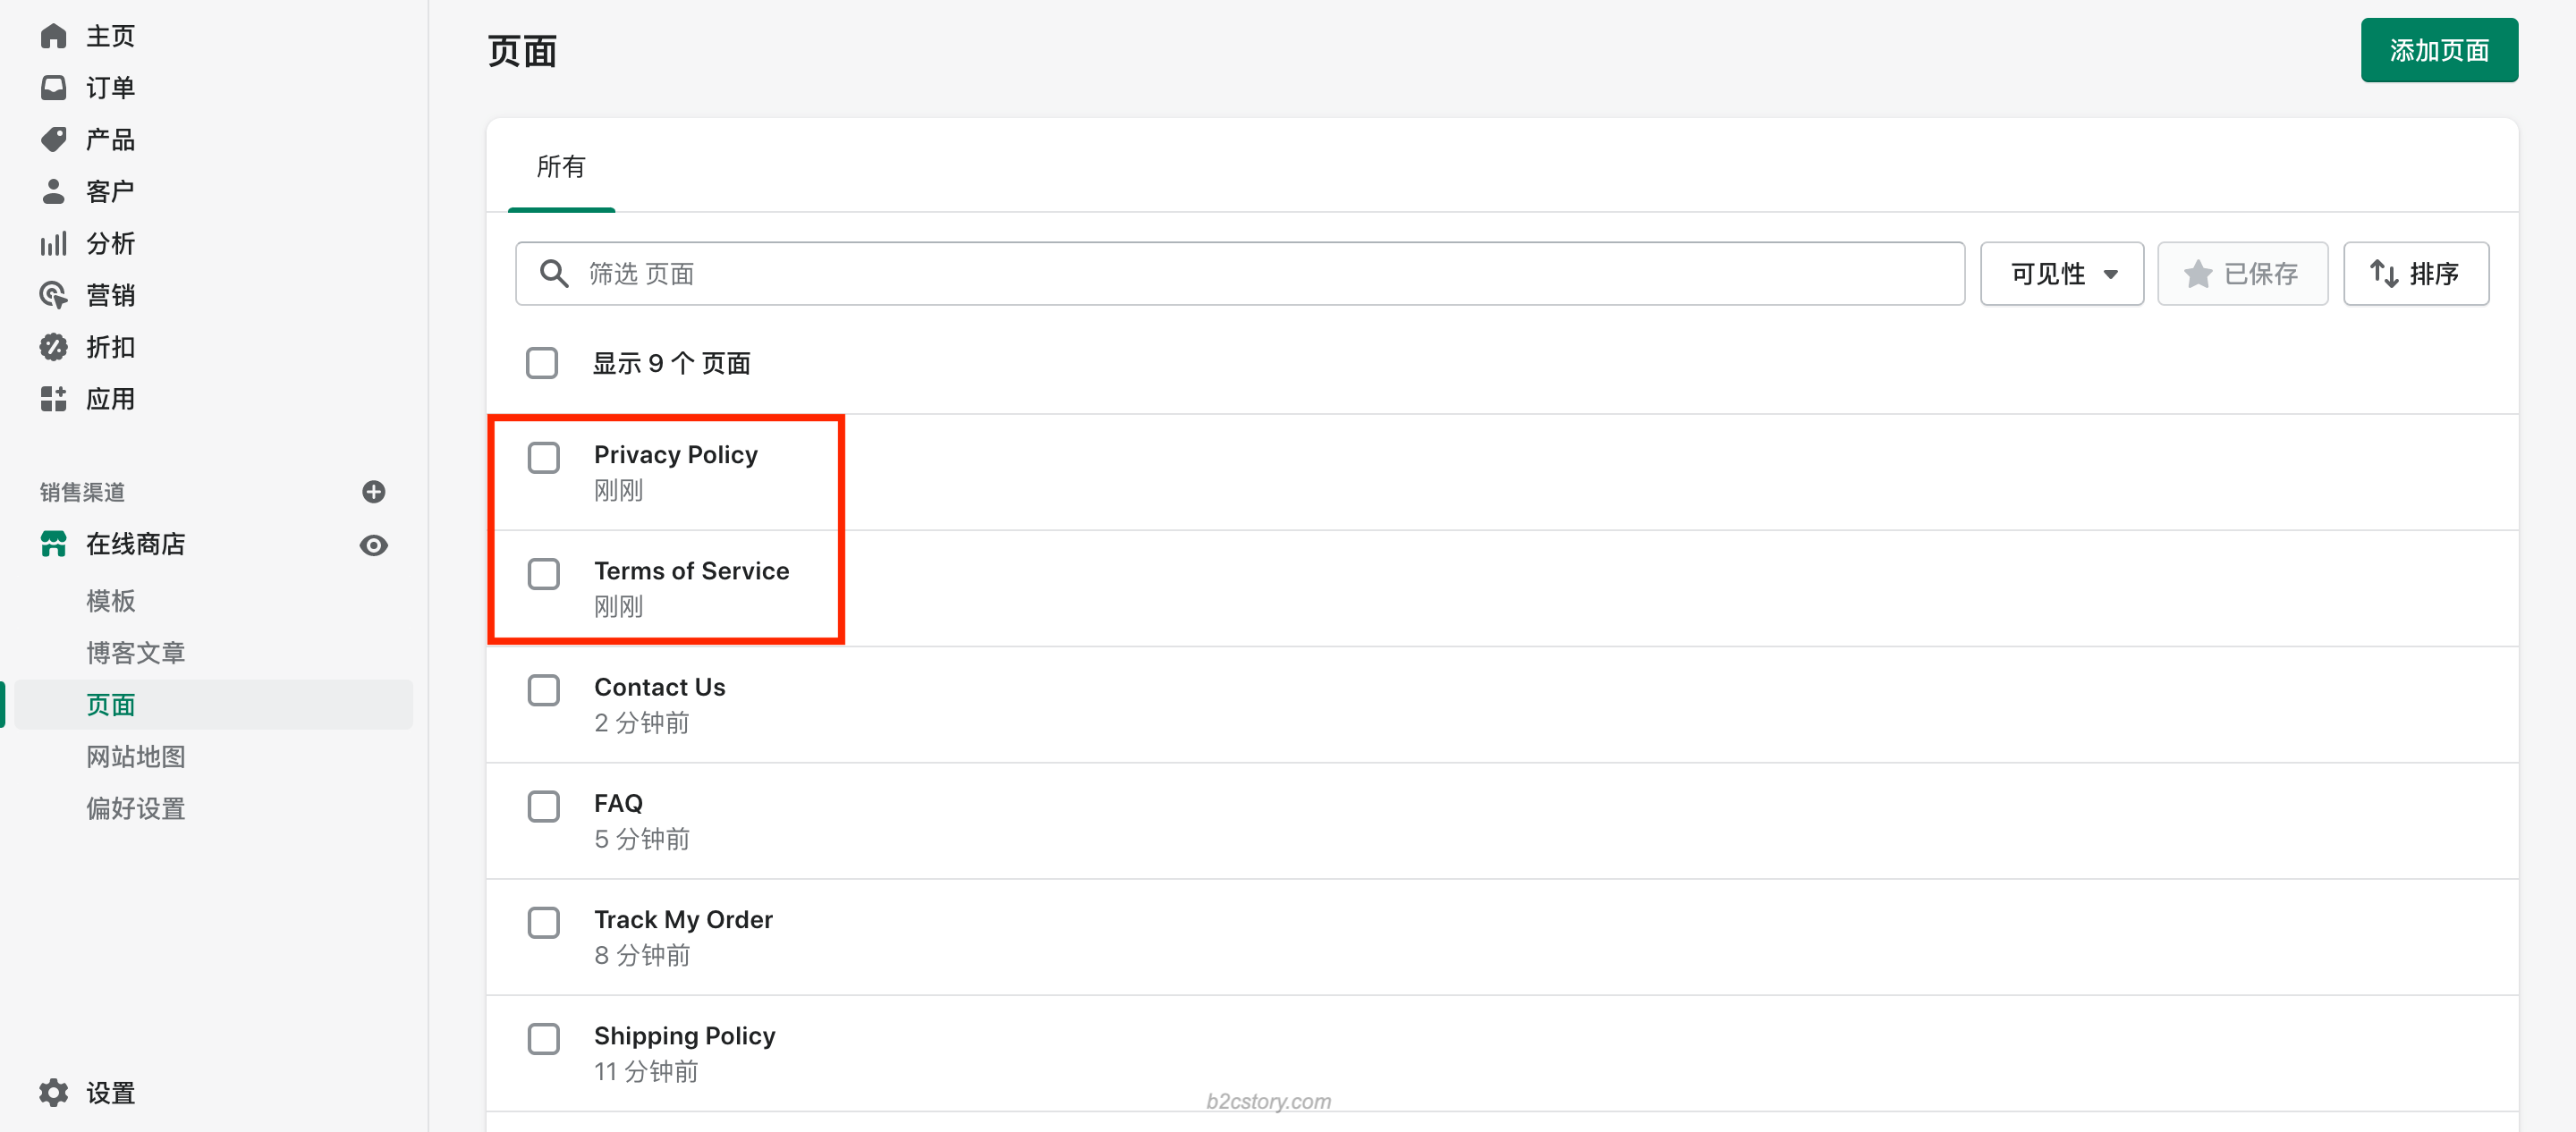 主页
订单
产品
客户
分析
营销
折扣
应用
销售渠道
在线商店
模板
博客文章
页面
网站地图
偏好设置
设置
页面
添加页面
所有
筛选 页面
可见性
已保存
排序
显示 9 个 页面
Privacy Policy
刚刚
Terms of Service
刚刚
Contact Us
2 分钟前
FAQ
5 分钟前
Track My Order
8 分钟前
Shipping Policy
11 分钟前
b2cstory.com